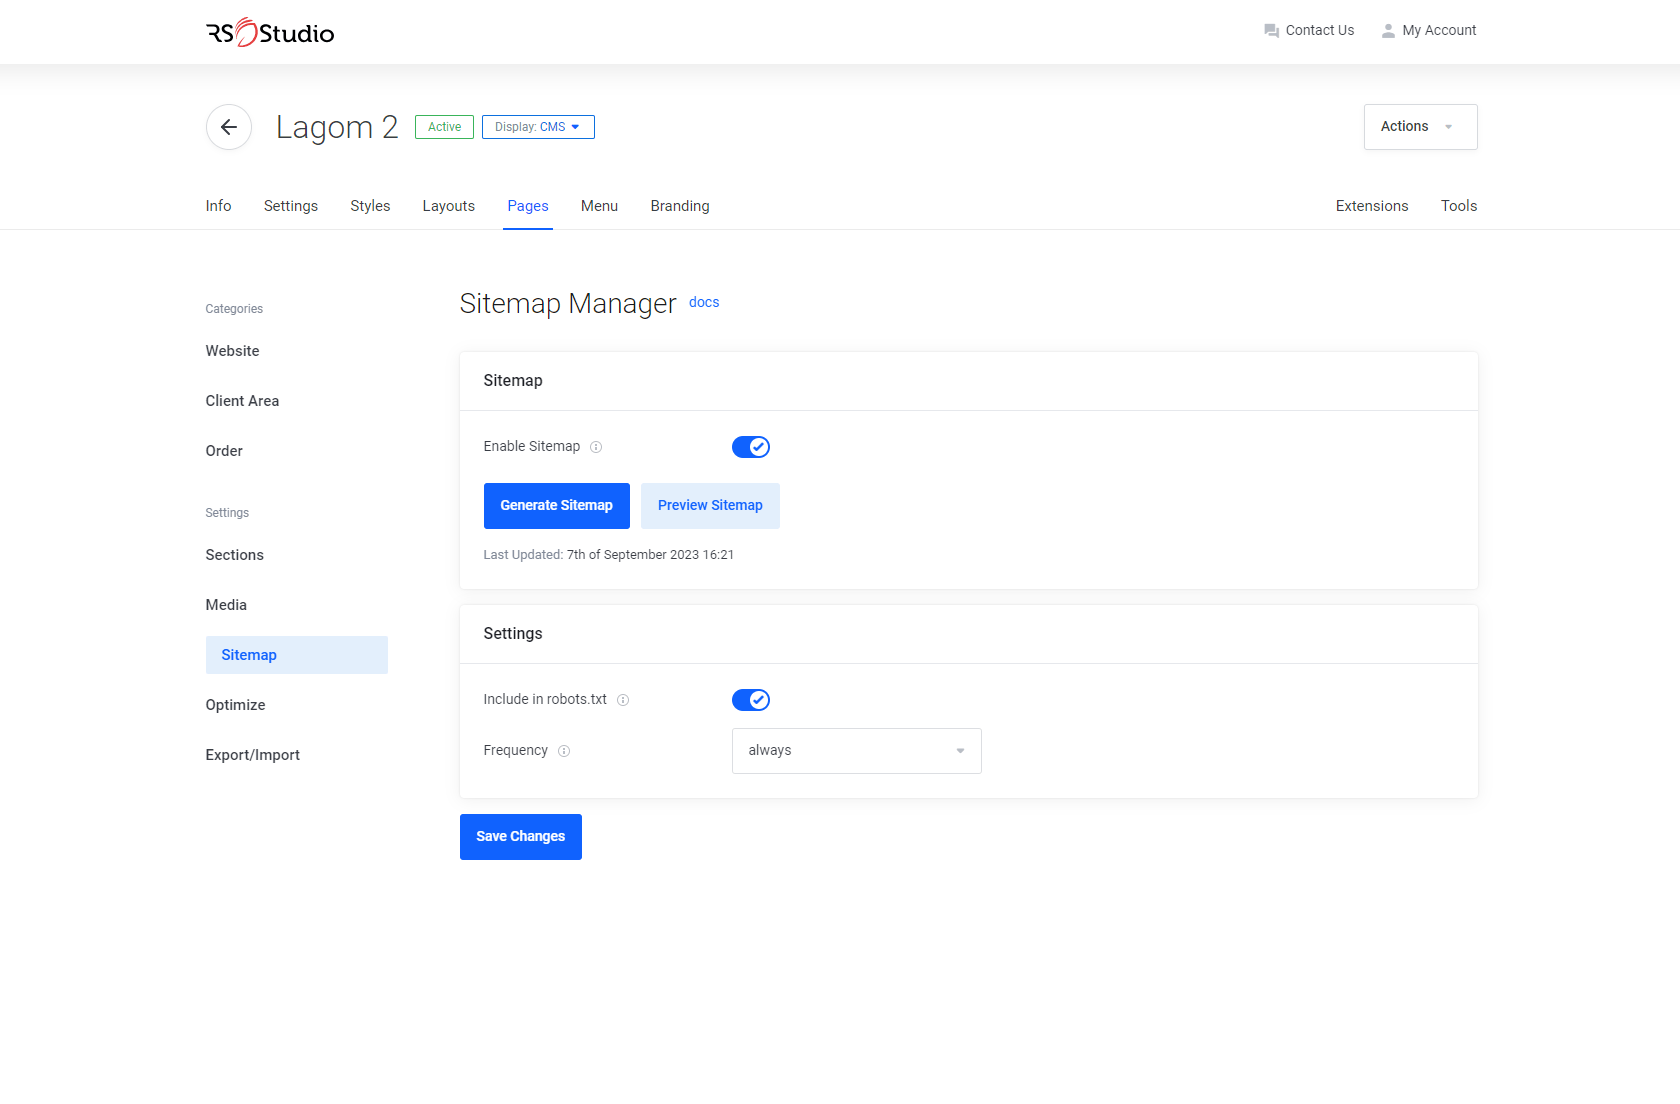 RS Studio
Contact Us
My Account
Lagom 2
Active
Display: CMS
Actions
Info
Settings
Styles
Layouts
Pages
Menu
Branding
Extensions
Tools
Categories
Website
Client Area
Order
Settings
Sections
Media
Sitemap
Optimize
Export/Import
Sitemap Manager docs
Sitemap
Enable Sitemap
Generate Sitemap
Preview Sitemap
Last Updated: 7th of September 2023 16:21
Settings
Include in robots.txt
Frequency
always
Save Changes